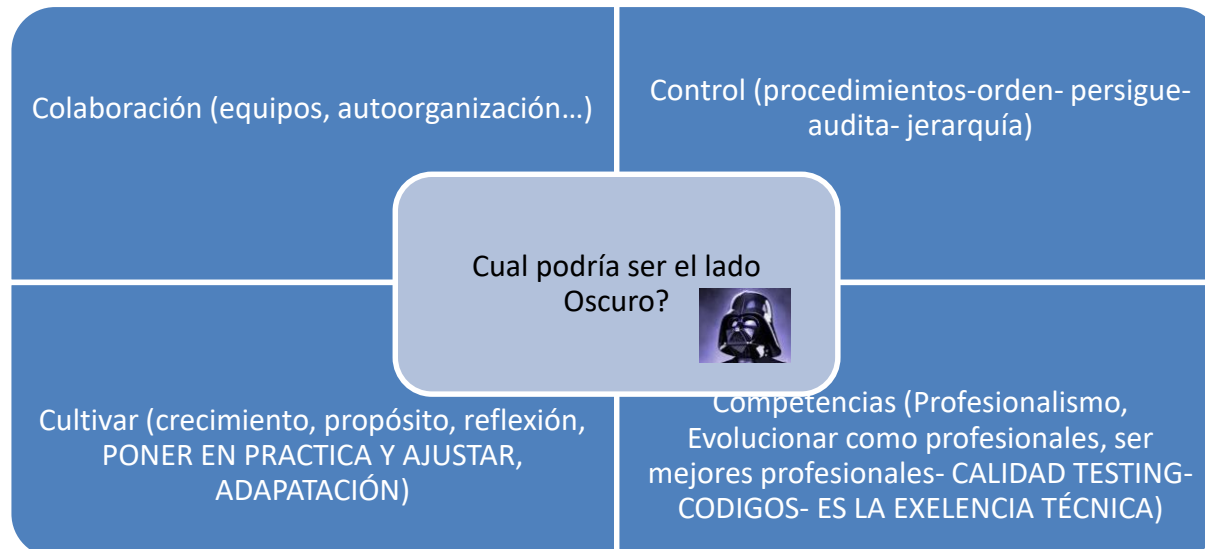 Colaboración (equipos, autoorganización…)
Control (procedimientos-orden- persigue-
audita- jerarquía)
Cual podría ser el lado
Oscuro?
Cultivar (crecimiento, propósito, reflexión,
PONER EN PRACTICA Y AJUSTAR,
ADAPATACIÓN)
Competencias (Profesionalismo,
Evolucionar como profesionales, ser
mejores profesionales- CALIDAD TESTING-
CODIGOS- ES LA EXELENCIA TÉCNICA)